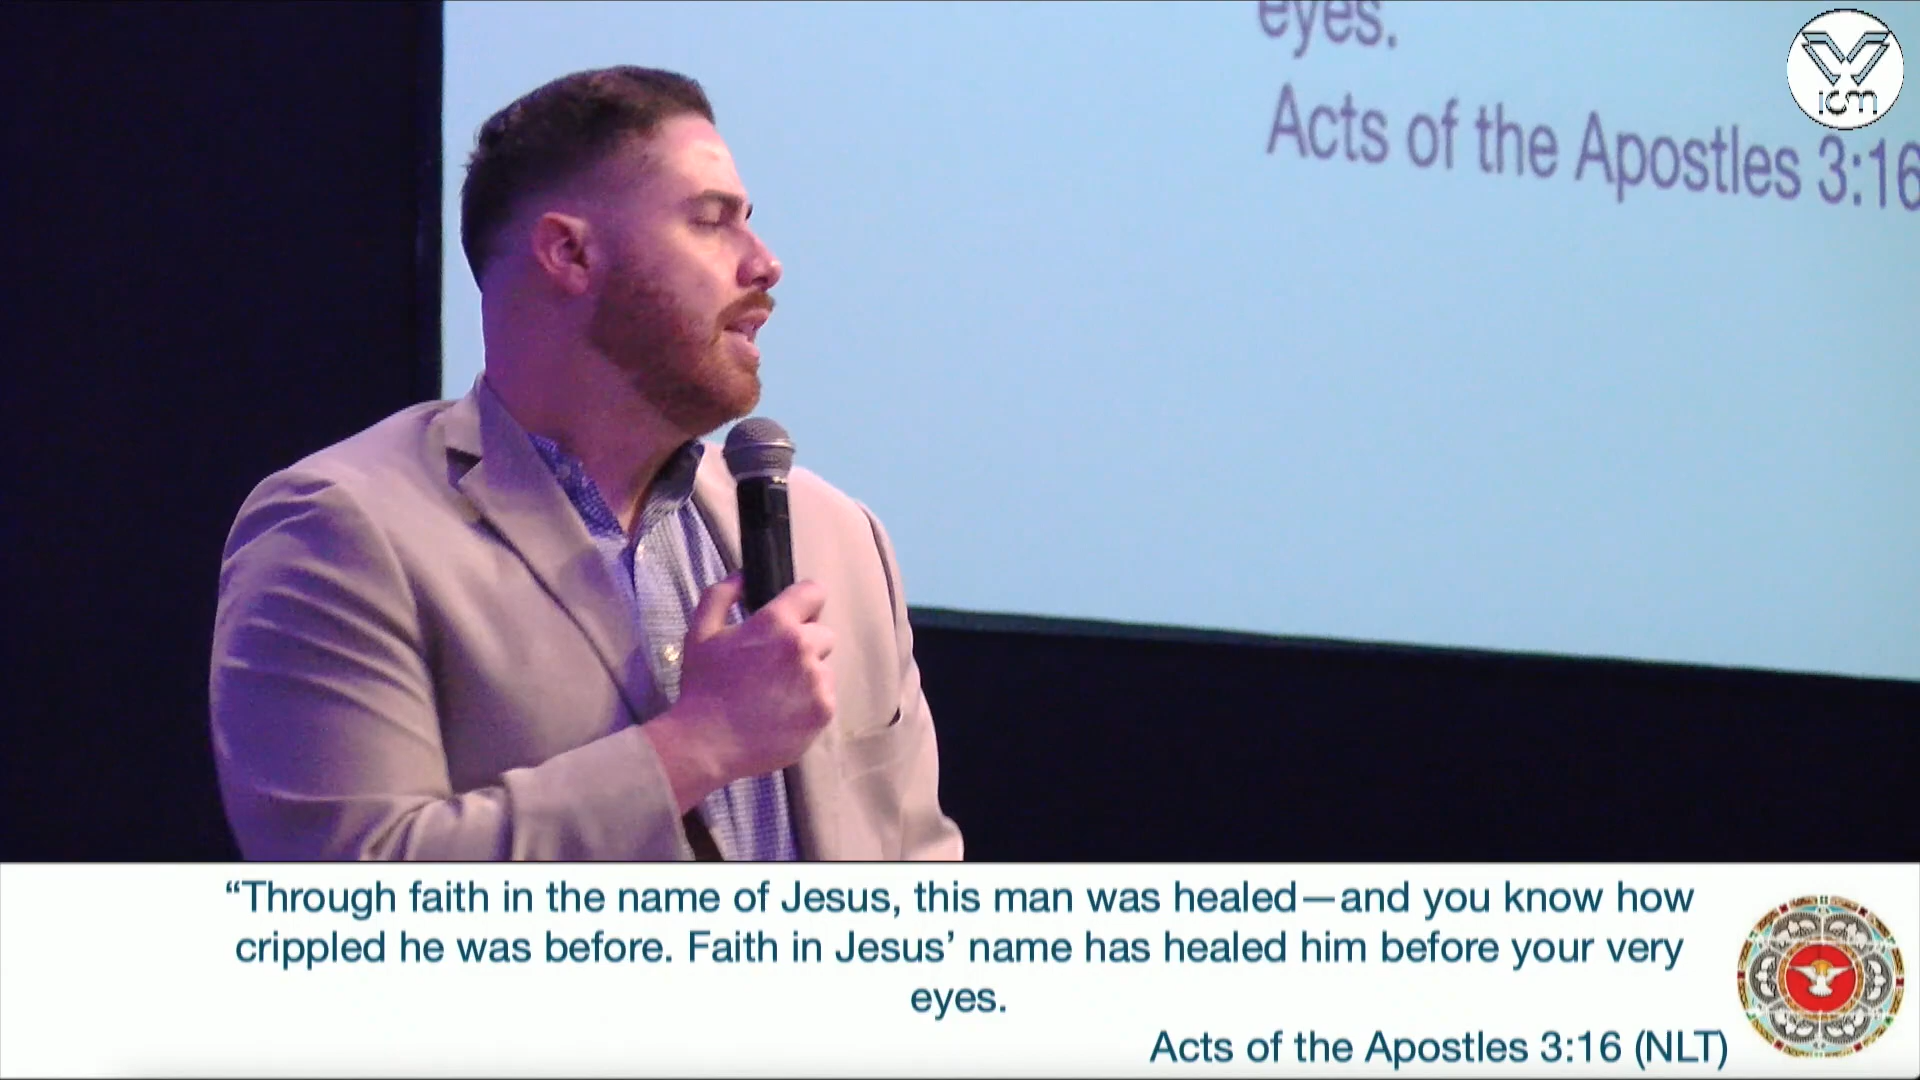 eyes.
Acts of the Apostles 3:16
icm
“Through faith in the name of Jesus, this man was healed—and you know how
crippled he was before. Faith in Jesus’ name has healed him before your very
eyes.
Acts of the Apostles 3:16 (NLT)